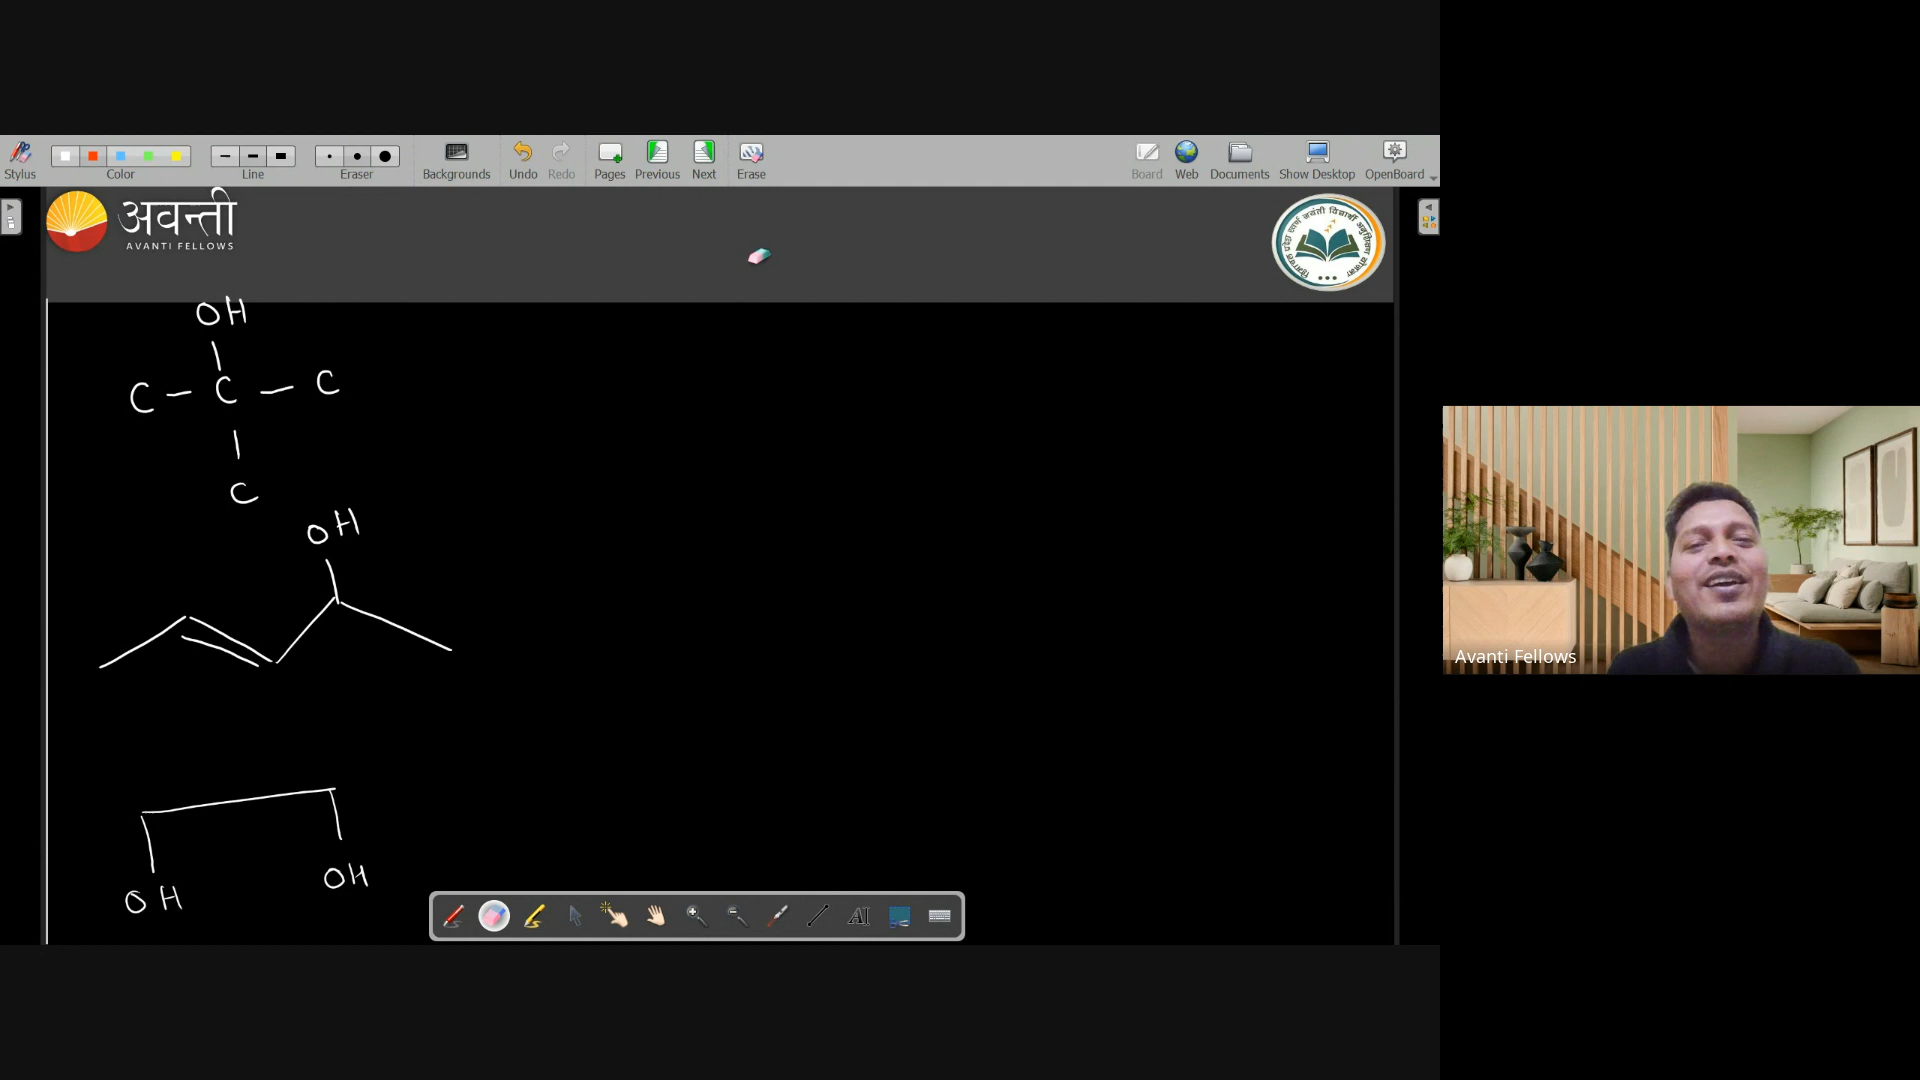 Stylus Color Line Eraser Backgrounds Undo Redo Pages Previous Next Erase Board Web Documents Show Desktop OpenBoard
अवन्ती
AVANTI FELLOWS
OH
C - C - C
C
OH
OH
OH
Avanti Fellows